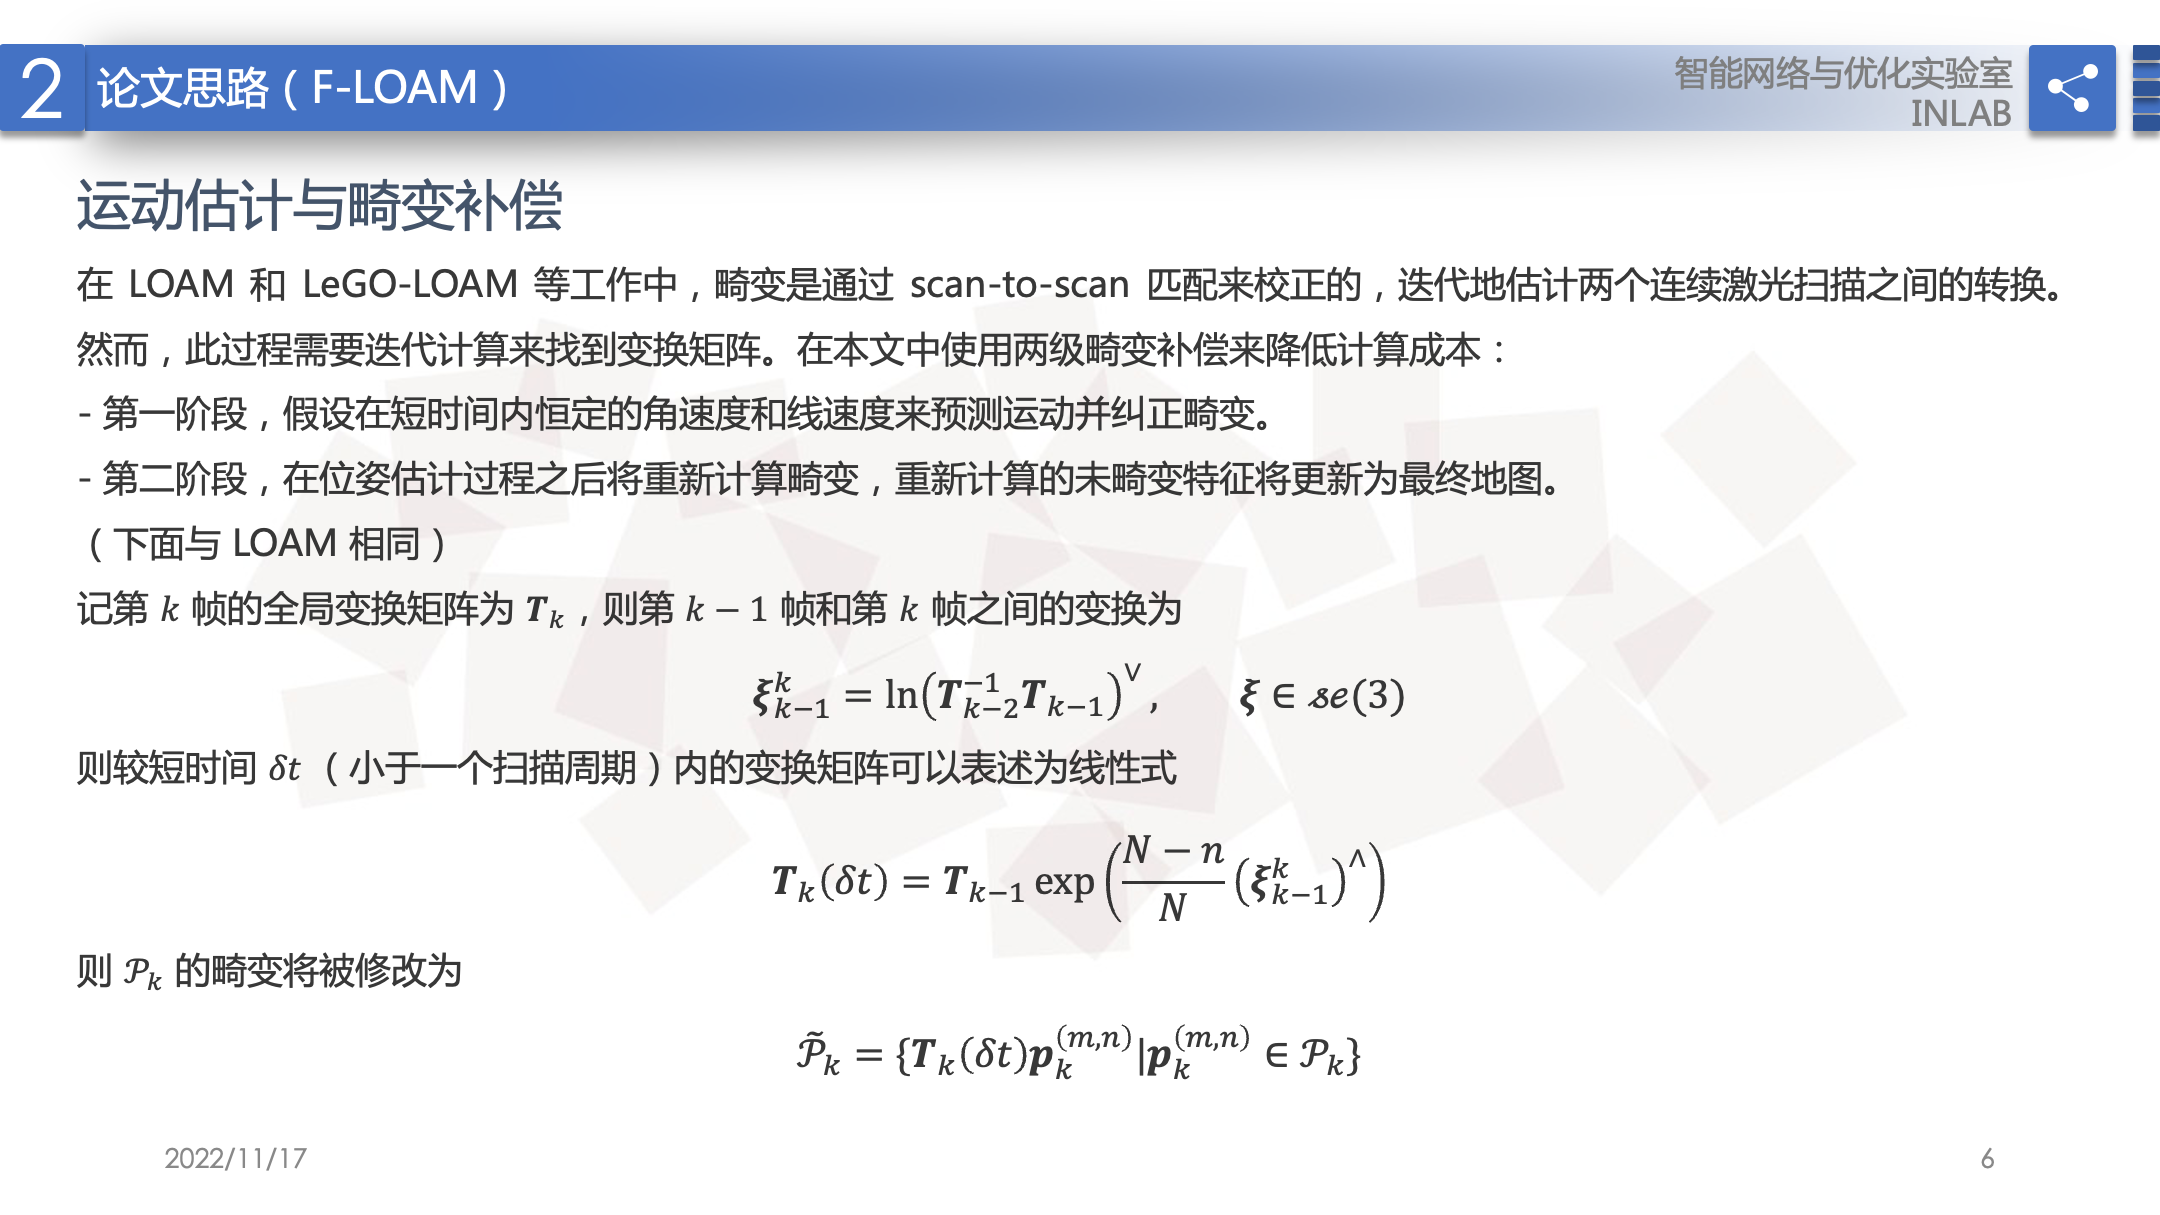 2 论文思路（F-LOAM）
智能网络与优化实验室
INLAB
运动估计与畸变补偿
在 LOAM 和 LeGO-LOAM 等工作中，畸变是通过 scan-to-scan 匹配来校正的，迭代地估计两个连续激光扫描之间的转换。
然而，此过程需要迭代计算来找到变换矩阵。在本文中使用两级畸变补偿来降低计算成本：
- 第一阶段，假设在短时间内恒定的角速度和线速度来预测运动并纠正畸变。
- 第二阶段，在位姿估计过程之后将重新计算畸变，重新计算的未畸变特征将更新为最终地图。
（下面与 LOAM 相同）
记第 $k$ 帧的全局变换矩阵为 $\boldsymbol{T}_k$，则第 $k-1$ 帧和第 $k$ 帧之间的变换为
$\boldsymbol{\xi}_{k-1}^{k} = \ln\left(\boldsymbol{T}_{k-2}^{-1}\boldsymbol{T}_{k-1}\right)^{\vee}, \quad \boldsymbol{\xi} \in \mathcal{se}(3)$
则较短时间 $\delta t$（小于一个扫描周期）内的变换矩阵可以表述为线性式
$\boldsymbol{T}_k(\delta t) = \boldsymbol{T}_{k-1} \exp\left(\frac{N-n}{N}\left(\boldsymbol{\xi}_{k-1}^{k}\right)^{\wedge}\right)$
则 $\mathcal{P}_k$ 的畸变将被修改为
$\tilde{\mathcal{P}}_k = \{\boldsymbol{T}_k(\delta t)\boldsymbol{p}_k^{(m,n)} | \boldsymbol{p}_k^{(m,n)} \in \mathcal{P}_k\}$
2022/11/17
6